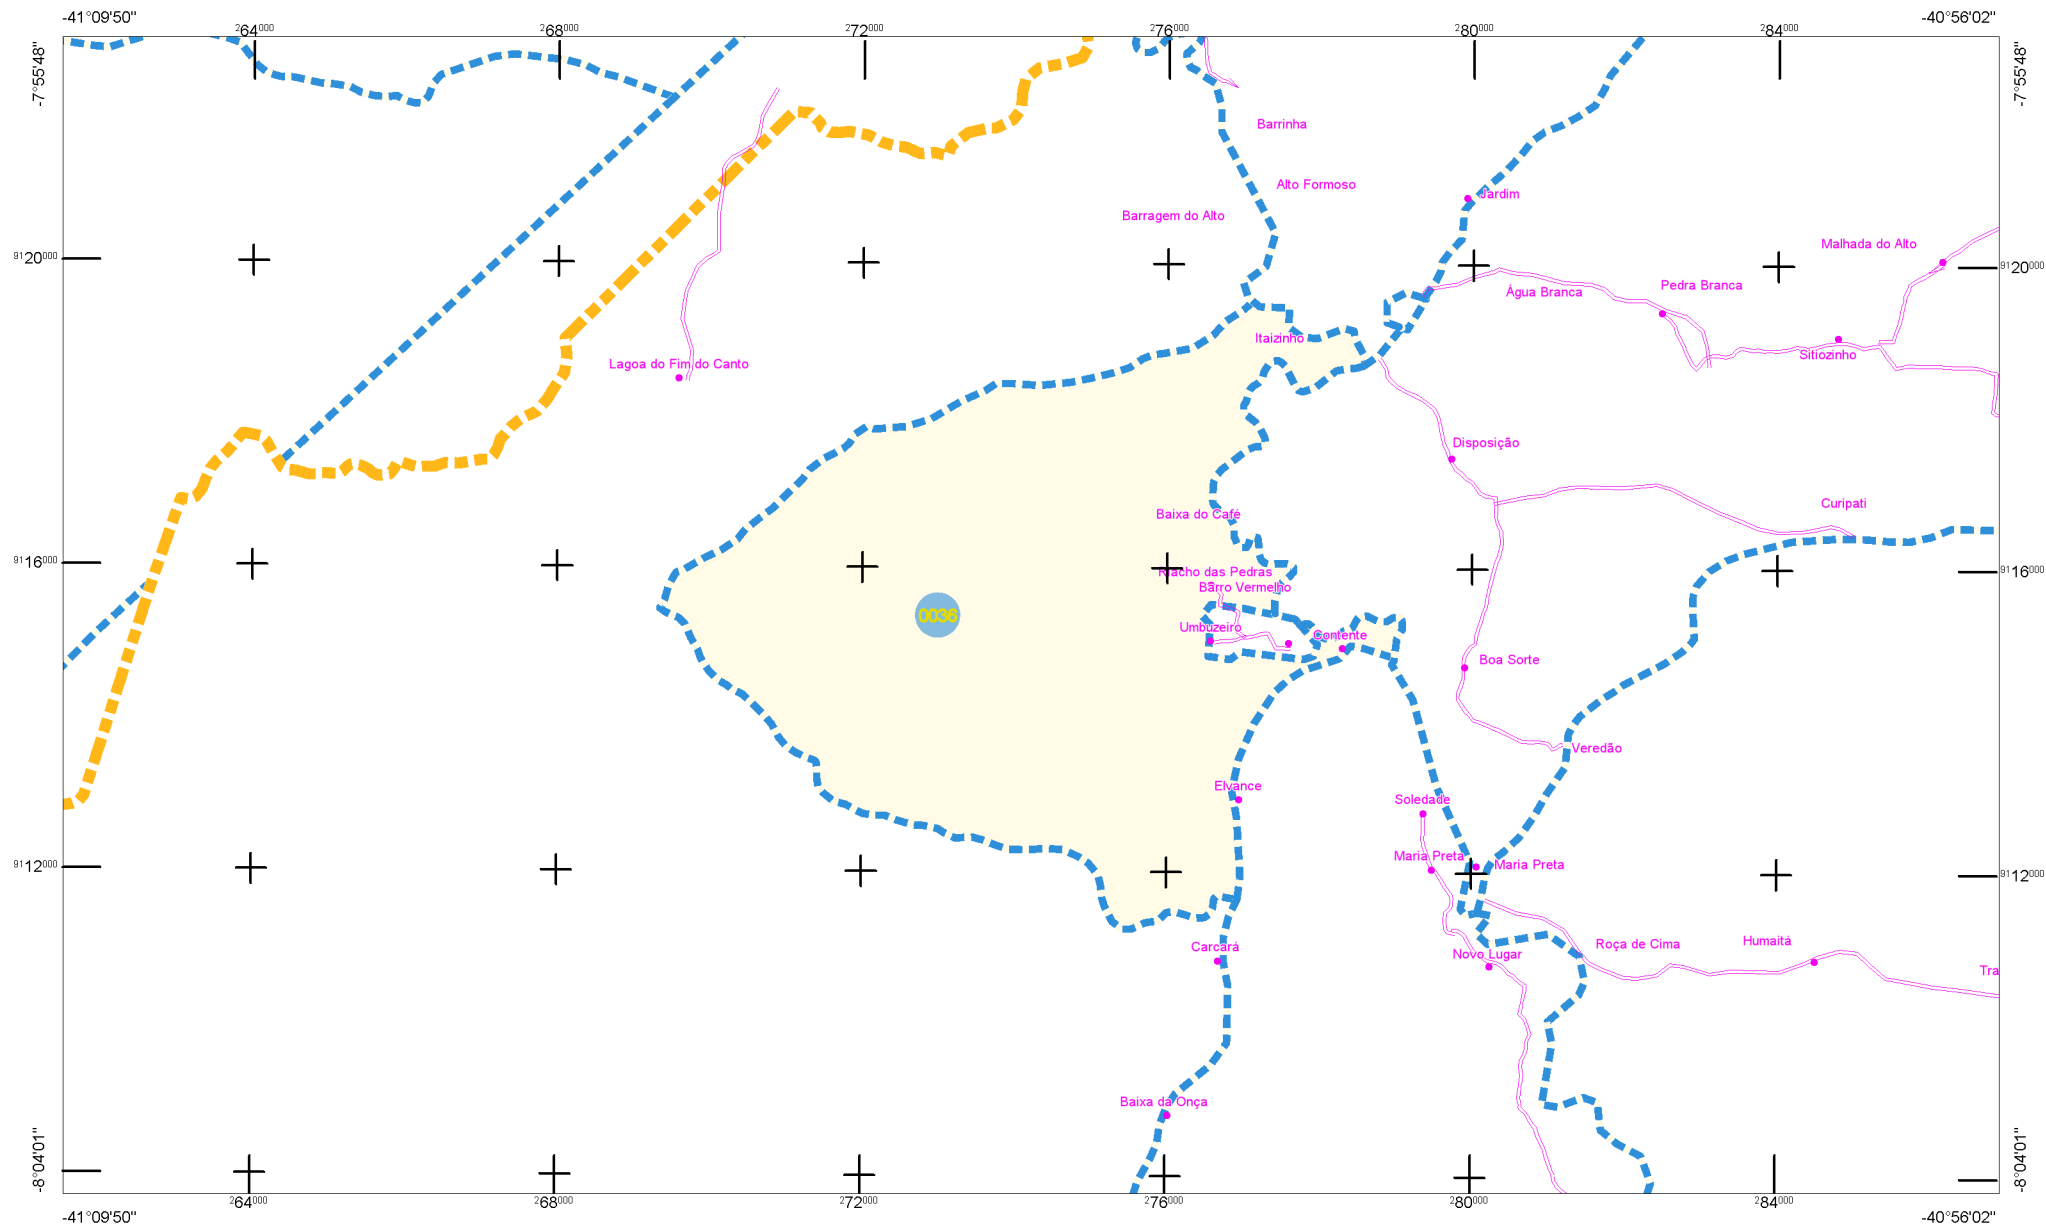 -41°09'50"
-40°56'02"
264000
268000
272000
276000
280000
284000
-7°55'48"
-7°55'48"
Barrinha
Alto Formoso
Jardim
Barragem do Alto
Malhada do Alto
9120000
9120000
Água Branca
Pedra Branca
Itaizinho
Sitiozinho
Lagoa do Fim do Canto
Disposição
Curipati
Baixa do Café
9116000
9116000
Riacho das Pedras
Barro Vermelho
0036
Umbuzeiro
Contente
Boa Sorte
Veredão
Elvance
Soledade
Maria Preta
Maria Preta
9112000
9112000
Carcará
Roça de Cima
Humaitá
Novo Lugar
Tra
Baixa da Onça
-8°04'01"
-8°04'01"
264000
268000
272000
276000
280000
284000
-41°09'50"
-40°56'02"